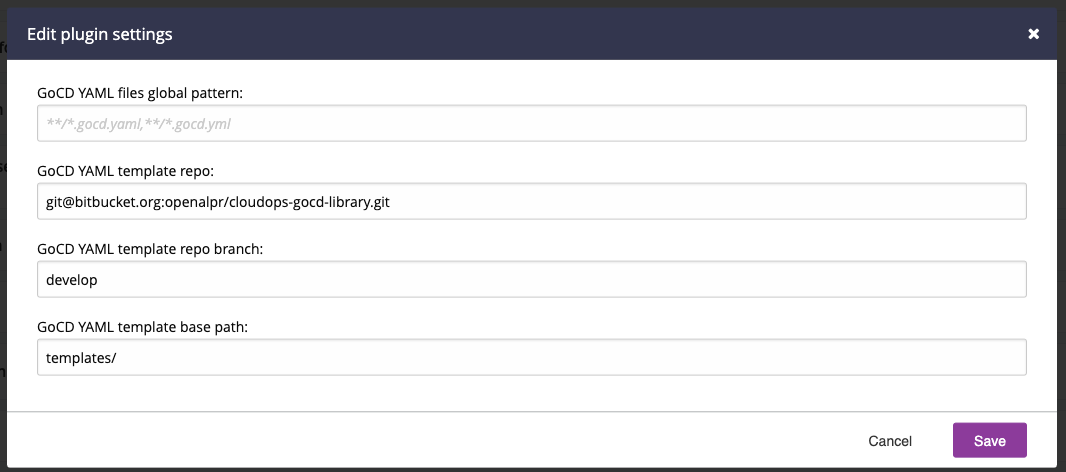 Edit plugin settings
GoCD YAML files global pattern:
**/*.gocd.yaml,**/*.gocd.yml
GoCD YAML template repo:
git@bitbucket.org:openalpr/cloudops-gocd-library.git
GoCD YAML template repo branch:
develop
GoCD YAML template base path:
templates/
Cancel Save